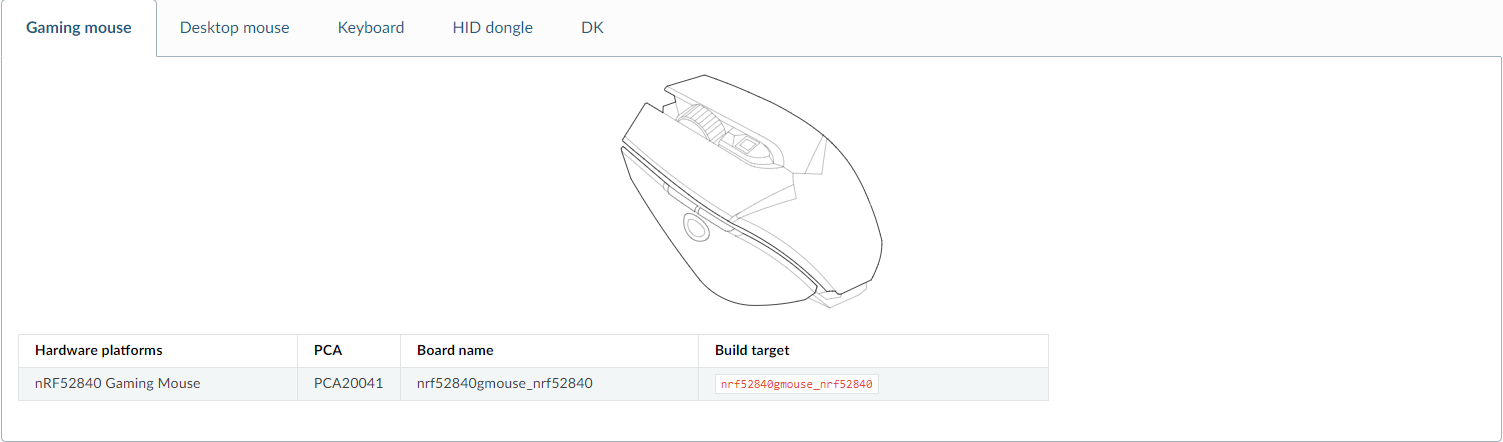 Gaming mouse Desktop mouse Keyboard HID dongle DK
Hardware platforms PCA Board name Build target
nRF52840 Gaming Mouse PCA20041 nrf52840gmouse_nrf52840 nrf52840gmouse_nrf52840